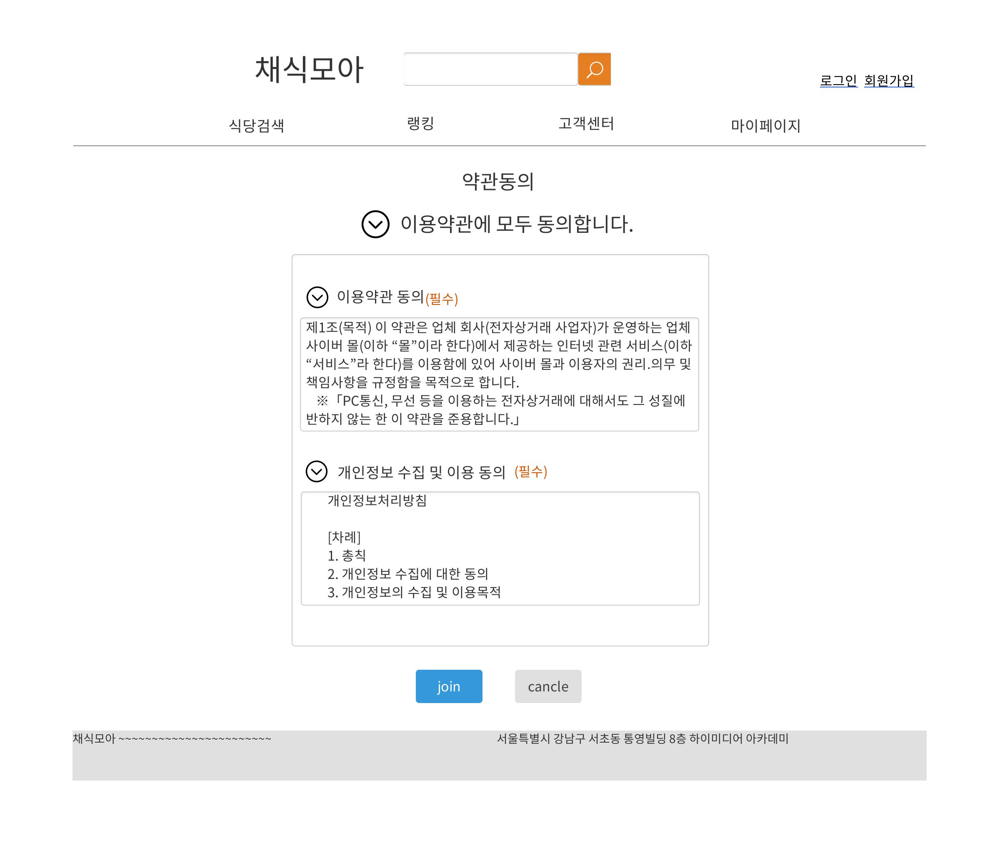 채식모아
로그인 회원가입
식당검색 랭킹 고객센터 마이페이지
약관동의
이용약관에 모두 동의합니다.
이용약관 동의(필수)
제1조(목적) 이 약관은 업체 회사(전자상거래 사업자)가 운영하는 업체
사이버 몰(이하 “몰”이라 한다)에서 제공하는 인터넷 관련 서비스(이하
“서비스”라 한다)를 이용함에 있어 사이버 몰과 이용자의 권리.의무 및
책임사항을 규정함을 목적으로 합니다.
※「PC통신, 무선 등을 이용하는 전자상거래에 대해서도 그 성질에
반하지 않는 한 이 약관을 준용합니다.」
개인정보 수집 및 이용 동의 (필수)
개인정보처리방침
[차례]
1. 총칙
2. 개인정보 수집에 대한 동의
3. 개인정보의 수집 및 이용목적
join cancle
채식모아 ~~~~~~~~~~~~~~~~~~~~~~~ 서울특별시 강남구 서초동 통영빌딩 8층 하이미디어 아카데미